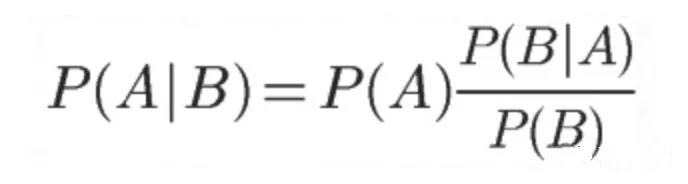 P(A|B) = P(A) P(B|A) / P(B)